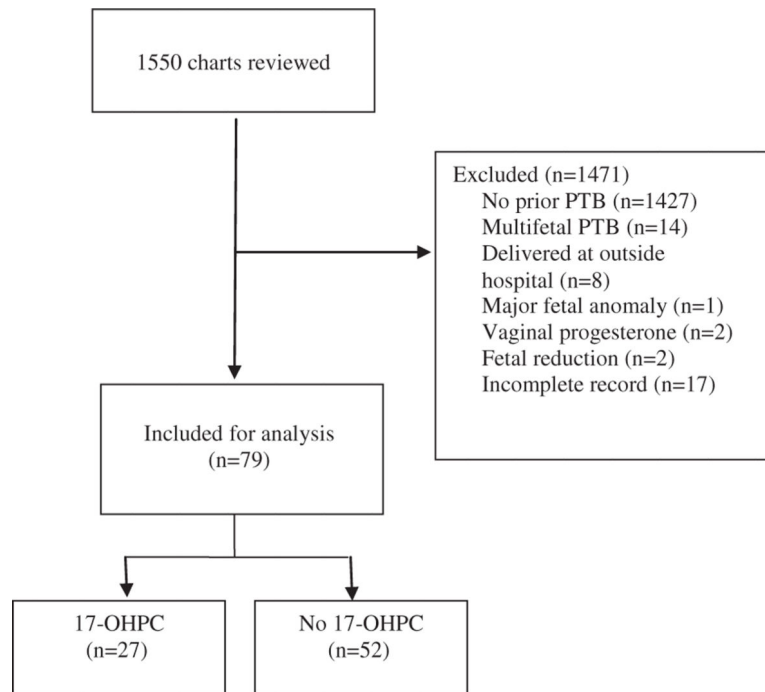 1550 charts reviewed
Excluded (n=1471)
No prior PTB (n=1427)
Multifetal PTB (n=14)
Delivered at outside
hospital (n=8)
Major fetal anomaly (n=1)
Vaginal progesterone (n=2)
Fetal reduction (n=2)
Incomplete record (n=17)
Included for analysis
(n=79)
17-OHPC
(n=27)
No 17-OHPC
(n=52)